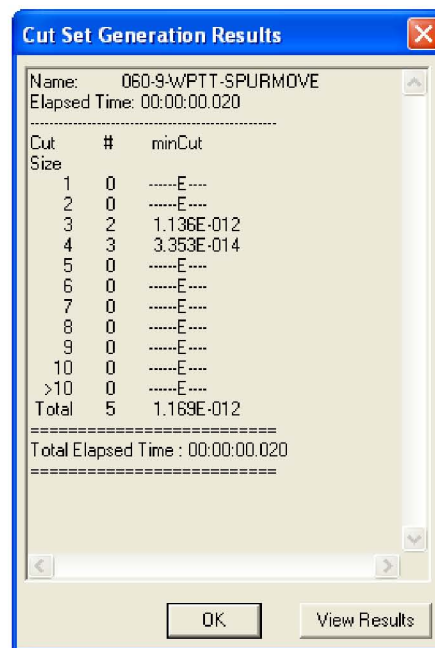 Cut Set Generation Results
Name: 060-9-WPTT-SPURMOVE
Elapsed Time: 00:00:00.020
---------------------------------------------
Cut # minCut
Size
1 0 ------E----
2 0 ------E----
3 2 1.136E-012
4 3 3.353E-014
5 0 ------E----
6 0 ------E----
7 0 ------E----
8 0 ------E----
9 0 ------E----
10 0 ------E----
>10 0 ------E----
Total 5 1.169E-012
==========================
Total Elapsed Time : 00:00:00.020
==========================
OK
View Results